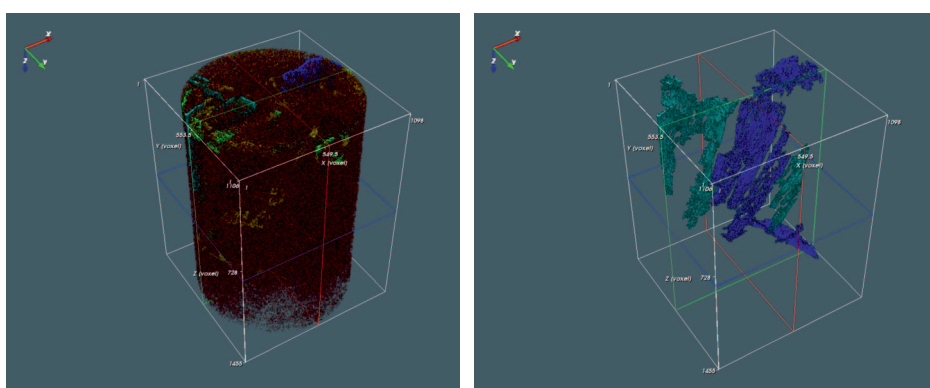 X
Z
Y
1
1098
553.5
Y (voxel)
549.5
X (voxel)
1106
1
Z (voxel)
728
1455
X
Z
Y
1
1098
553.5
Y (voxel)
549.5
X (voxel)
1106
1
Z (voxel)
728
1455